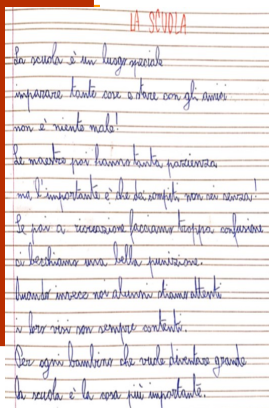 LA SCUOLA
La scuola è un luogo speciale
imparare tante cose e stare con gli amici
non è niente male!
Le maestre poi hanno tanta pazienza
ma l'importante è che dei compiti non sei senza!
Se poi a ricreazione facciamo troppa confusione
ci becchiamo una bella punizione.
Quando invece noi alunni stiamo attenti
i loro visi son sempre contenti.
Per ogni bambino che vuole diventare grande
la scuola è la cosa più importante.